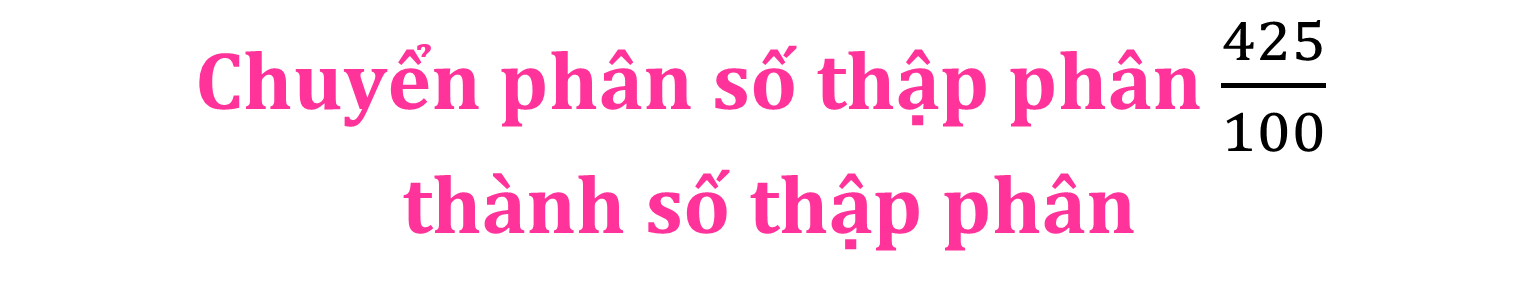 Chuyển phân số thập phân 425/100
thành số thập phân